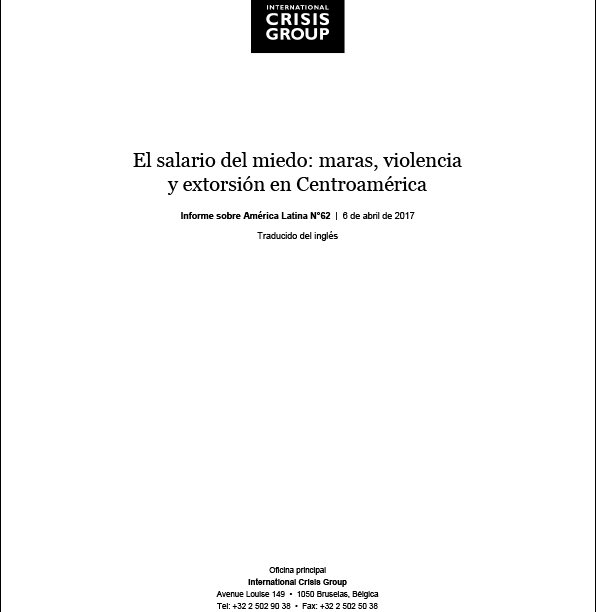 INTERNATIONAL
CRISIS
GROUP
El salario del miedo: maras, violencia
y extorsión en Centroamérica
Informe sobre América Latina N°62 | 6 de abril de 2017
Traducido del inglés
Oficina principal
International Crisis Group
Avenue Louise 149 • 1050 Bruselas, Bélgica
Tel: +32 2 502 90 38 • Fax: +32 2 502 50 38